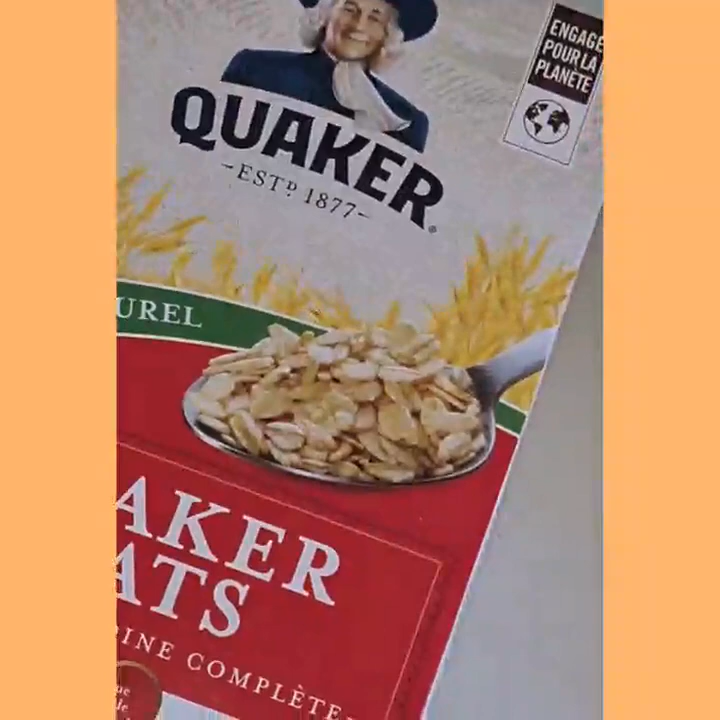 ENGAGÉ
POUR LA
PLANÈTE
QUAKER
ESTD 1877
UREL
AKER
ATS
INE COMPLÈTE